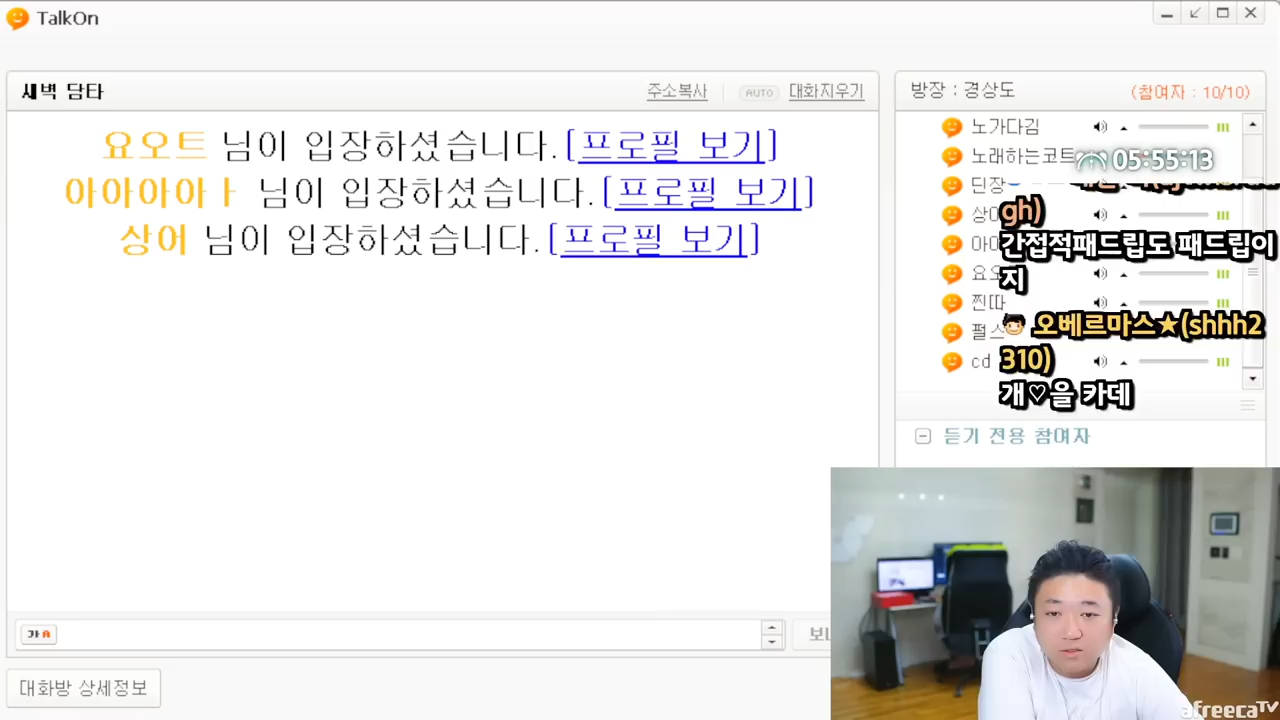 TalkOn
새벽 담타
주소복사
AUTO
대화지우기
요오트 님이 입장하셨습니다.[프로필 보기]
아아아아ㅏ 님이 입장하셨습니다.[프로필 보기]
상어 님이 입장하셨습니다.[프로필 보기]
가A
대화방 상세정보
방장 : 경상도
(참여자 : 10/10)
노가다김
노래하는코트
05:55:13
딘장
gh)
간접적패드립도 패드립이
지
찐따
펄스
오베르마스★(shhh2
310)
cd
개♡을 카데
듣기 전용 참여자
afreecaTV